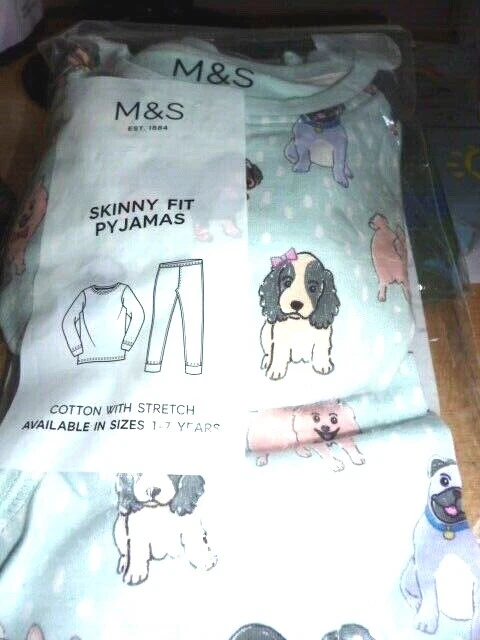 M&S
M&S
EST. 1884
SKINNY FIT
PYJAMAS
COTTON WITH STRETCH
AVAILABLE IN SIZES 1-7 YEARS